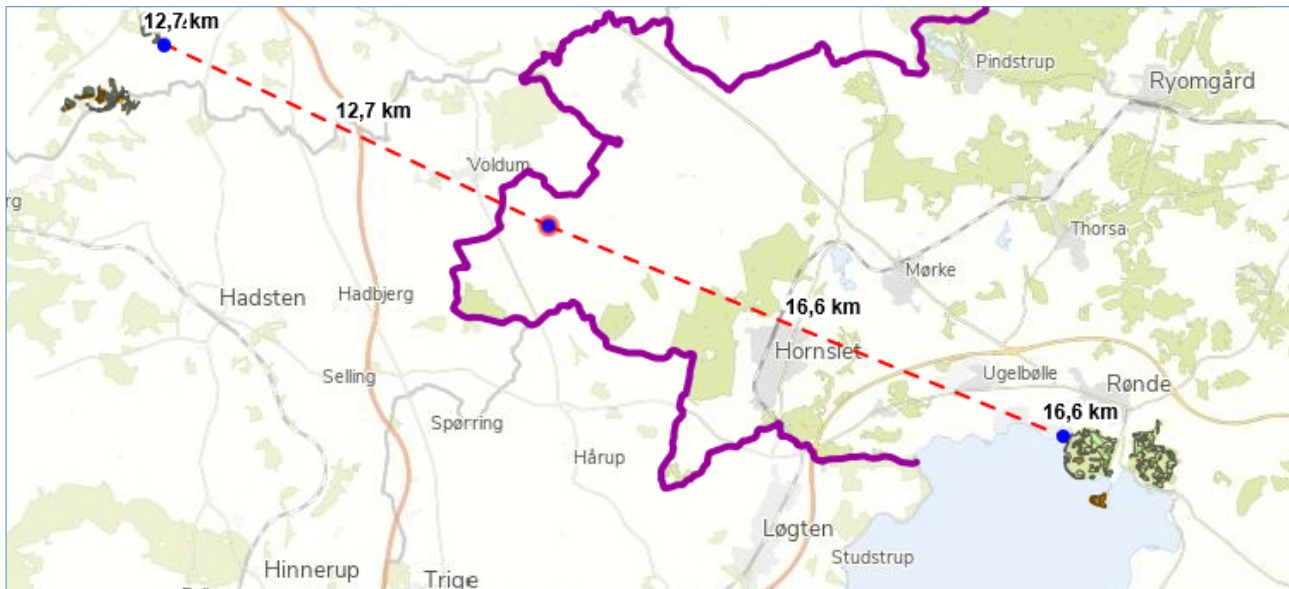 12,7 km
Pindstrup
Ryomgård
12,7 km
Voldum
rg
Thorsa
Mørke
Hadsten
Hadbjerg
16,6 km
Hornslet
Selling
Ugelbølle
Rønde
Spørring
16,6 km
Hårup
Løgten
Studstrup
Hinnerup
Trige